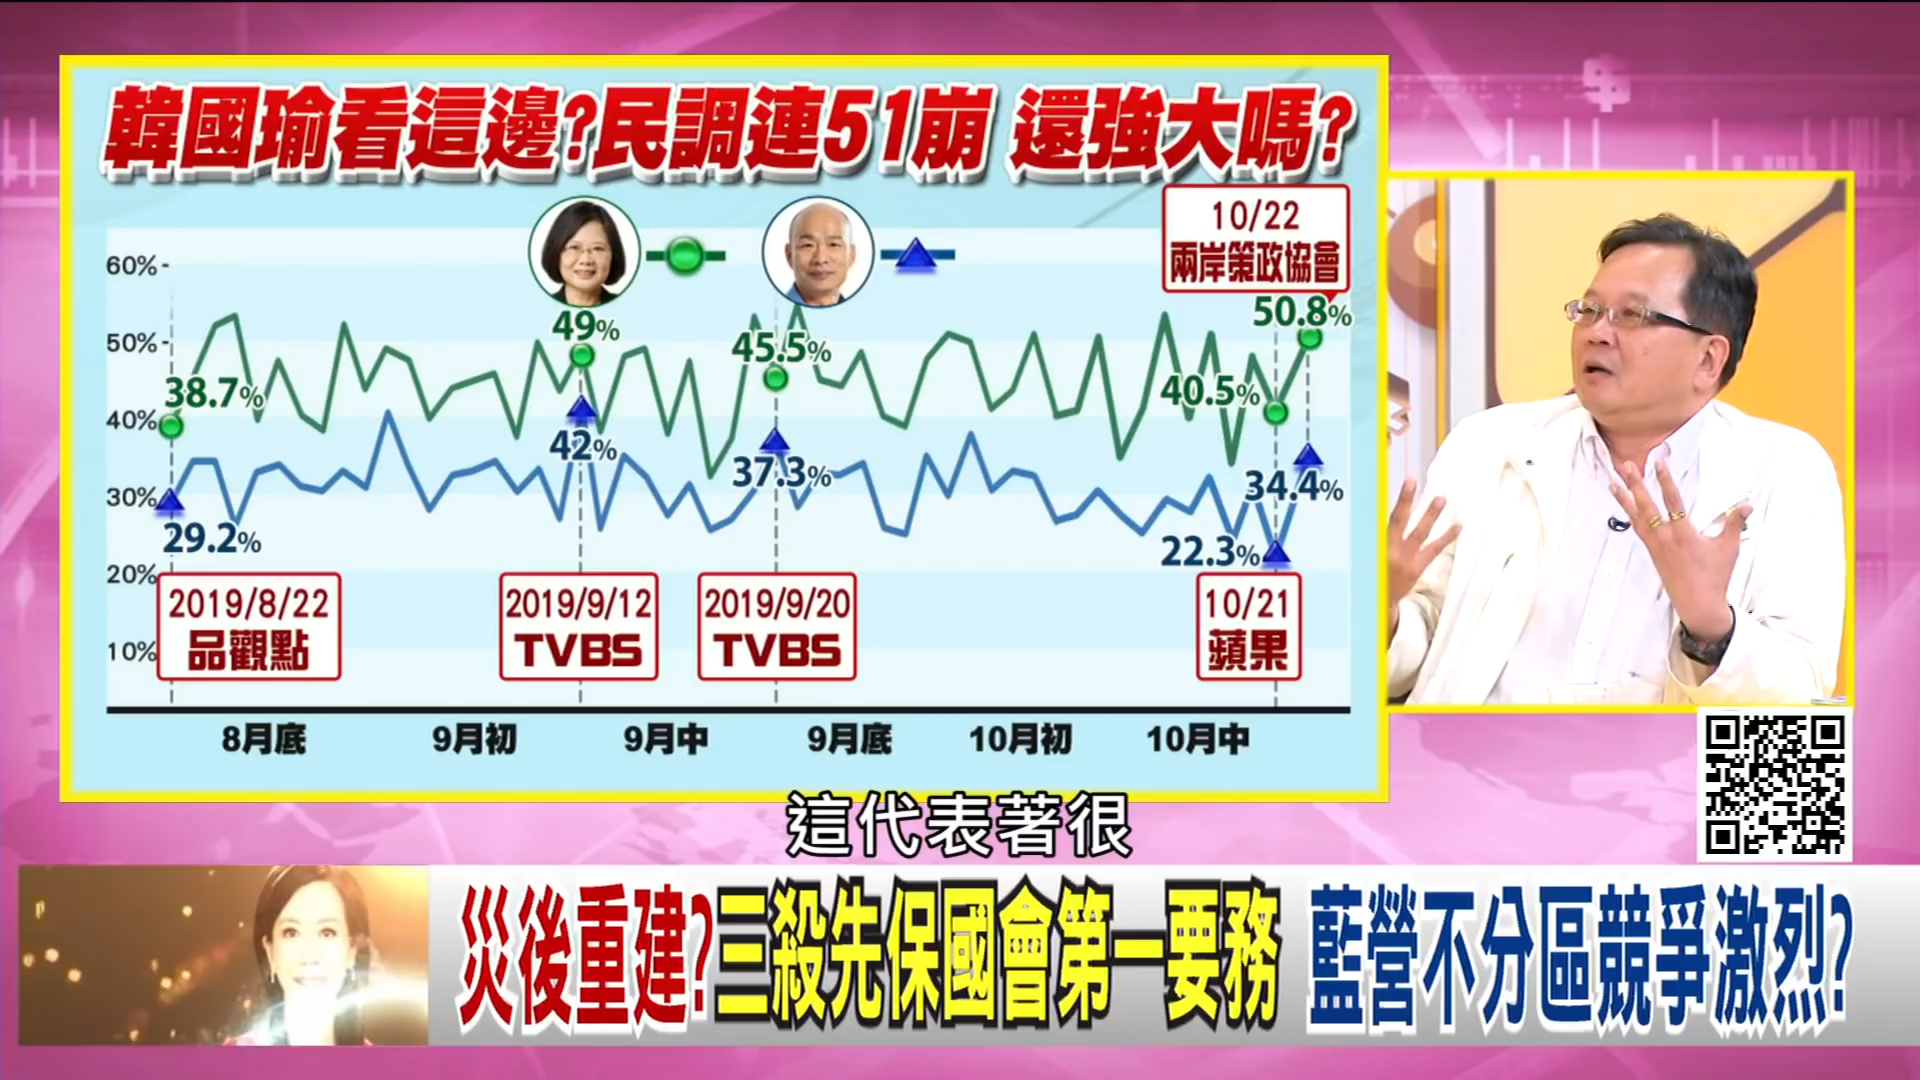 韓國瑜看這邊?民調連51崩 還強大嗎?
10/22
兩岸策政協會
60%
50%
40%
30%
20%
10%
49%
45.5%
50.8%
38.7%
40.5%
42%
37.3%
34.4%
29.2%
22.3%
2019/8/22
品觀點
2019/9/12
TVBS
2019/9/20
TVBS
10/21
蘋果
8月底 9月初 9月中 9月底 10月初 10月中
這代表著很
災後重建?三殺先保國會第一要務 藍營不分區競爭激烈?